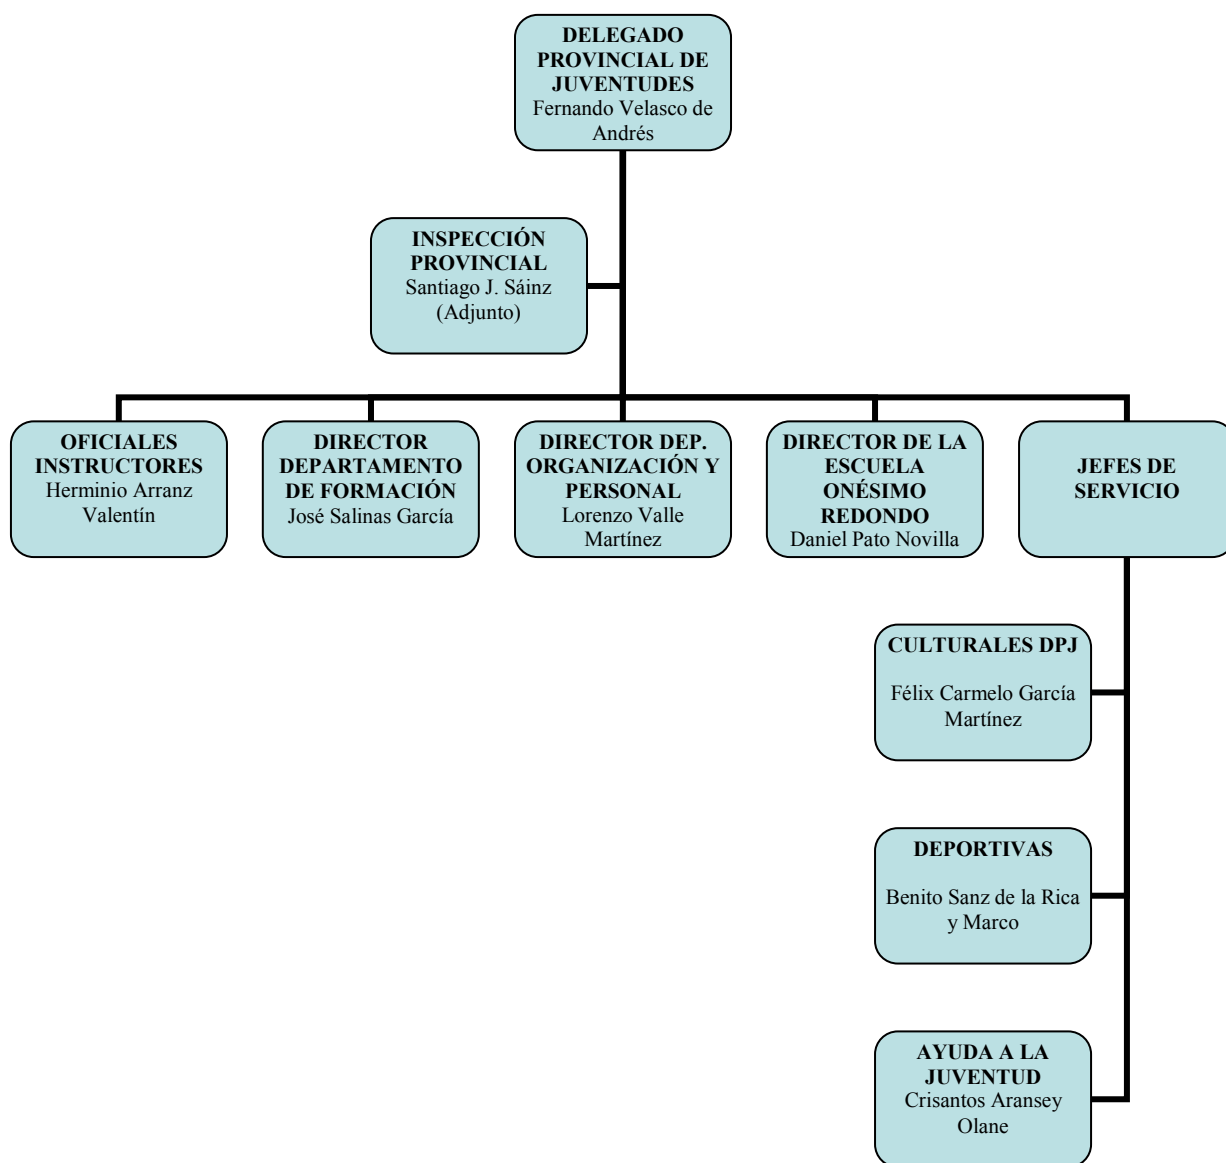 DELEGADO
PROVINCIAL DE
JUVENTUDES
Fernando Velasco de
Andrés
INSPECCIÓN
PROVINCIAL
Santiago J. Sáinz
(Adjunto)
OFICIALES
INSTRUCTORES
Herminio Arranz
Valentín
DIRECTOR
DEPARTAMENTO
DE FORMACIÓN
José Salinas García
DIRECTOR DEP.
ORGANIZACIÓN Y
PERSONAL
Lorenzo Valle
Martínez
DIRECTOR DE LA
ESCUELA
ONÉSIMO
REDONDO
Daniel Pato Novilla
JEFES DE
SERVICIO
CULTURALES DPJ
Félix Carmelo García
Martínez
DEPORTIVAS
Benito Sanz de la Rica
y Marco
AYUDA A LA
JUVENTUD
Crisantos Aransey
Olane